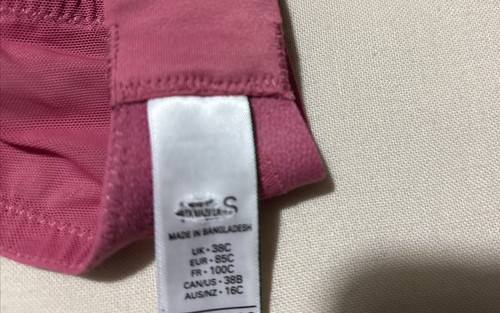 S
MADE IN BANGLADESH
UK • 38C
EUR • 85C
FR • 100C
CAN/US • 38B
AUS/NZ • 16C